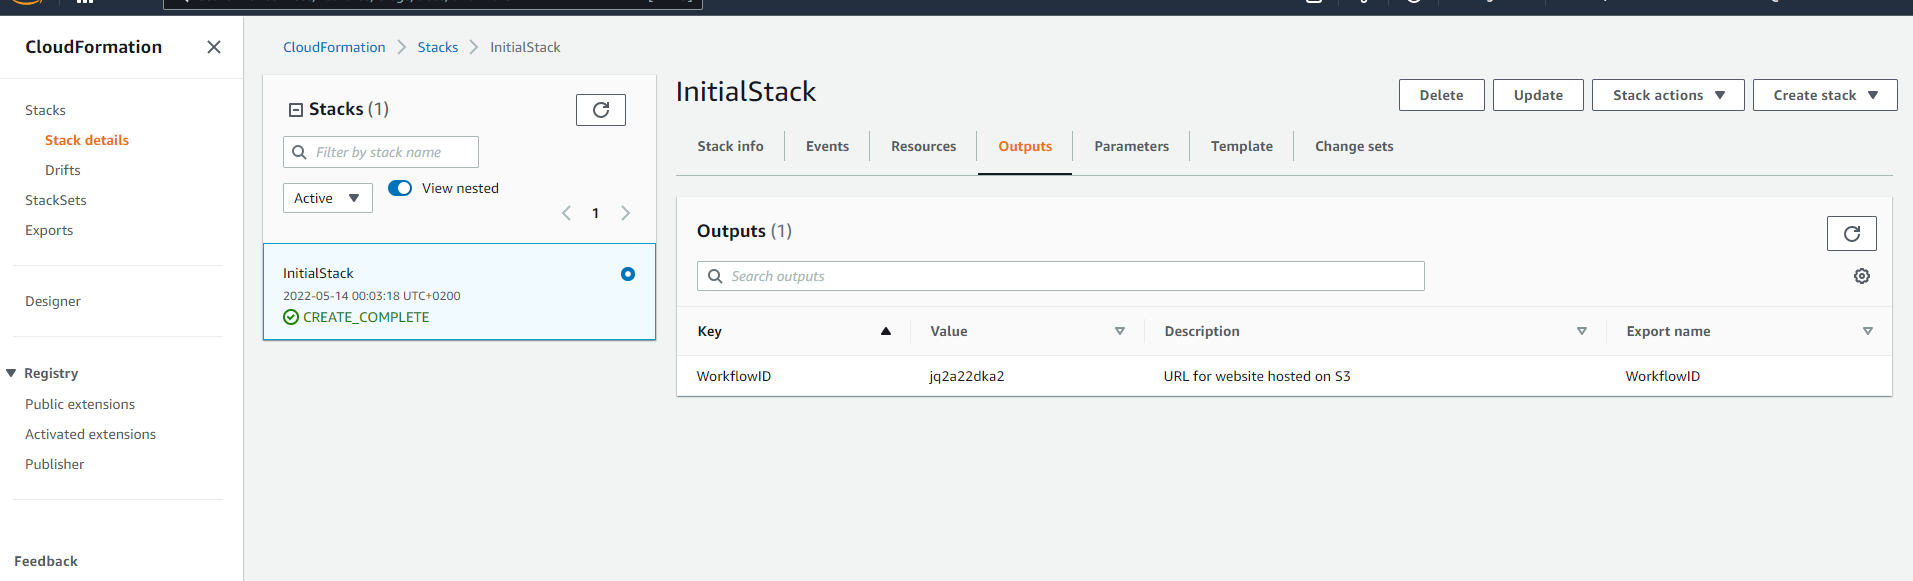 CloudFormation
Stacks
Stack details
Drifts
StackSets
Exports
Designer
Registry
Public extensions
Activated extensions
Publisher
Feedback
CloudFormation Stacks InitialStack
Stacks (1)
Filter by stack name
Active
View nested
1
InitialStack
2022-05-14 00:03:18 UTC+0200
CREATE_COMPLETE
InitialStack
Delete Update Stack actions Create stack
Stack info Events Resources Outputs Parameters Template Change sets
Outputs (1)
Search outputs
Key Value Description Export name
WorkflowID jq2a22dka2 URL for website hosted on S3 WorkflowID